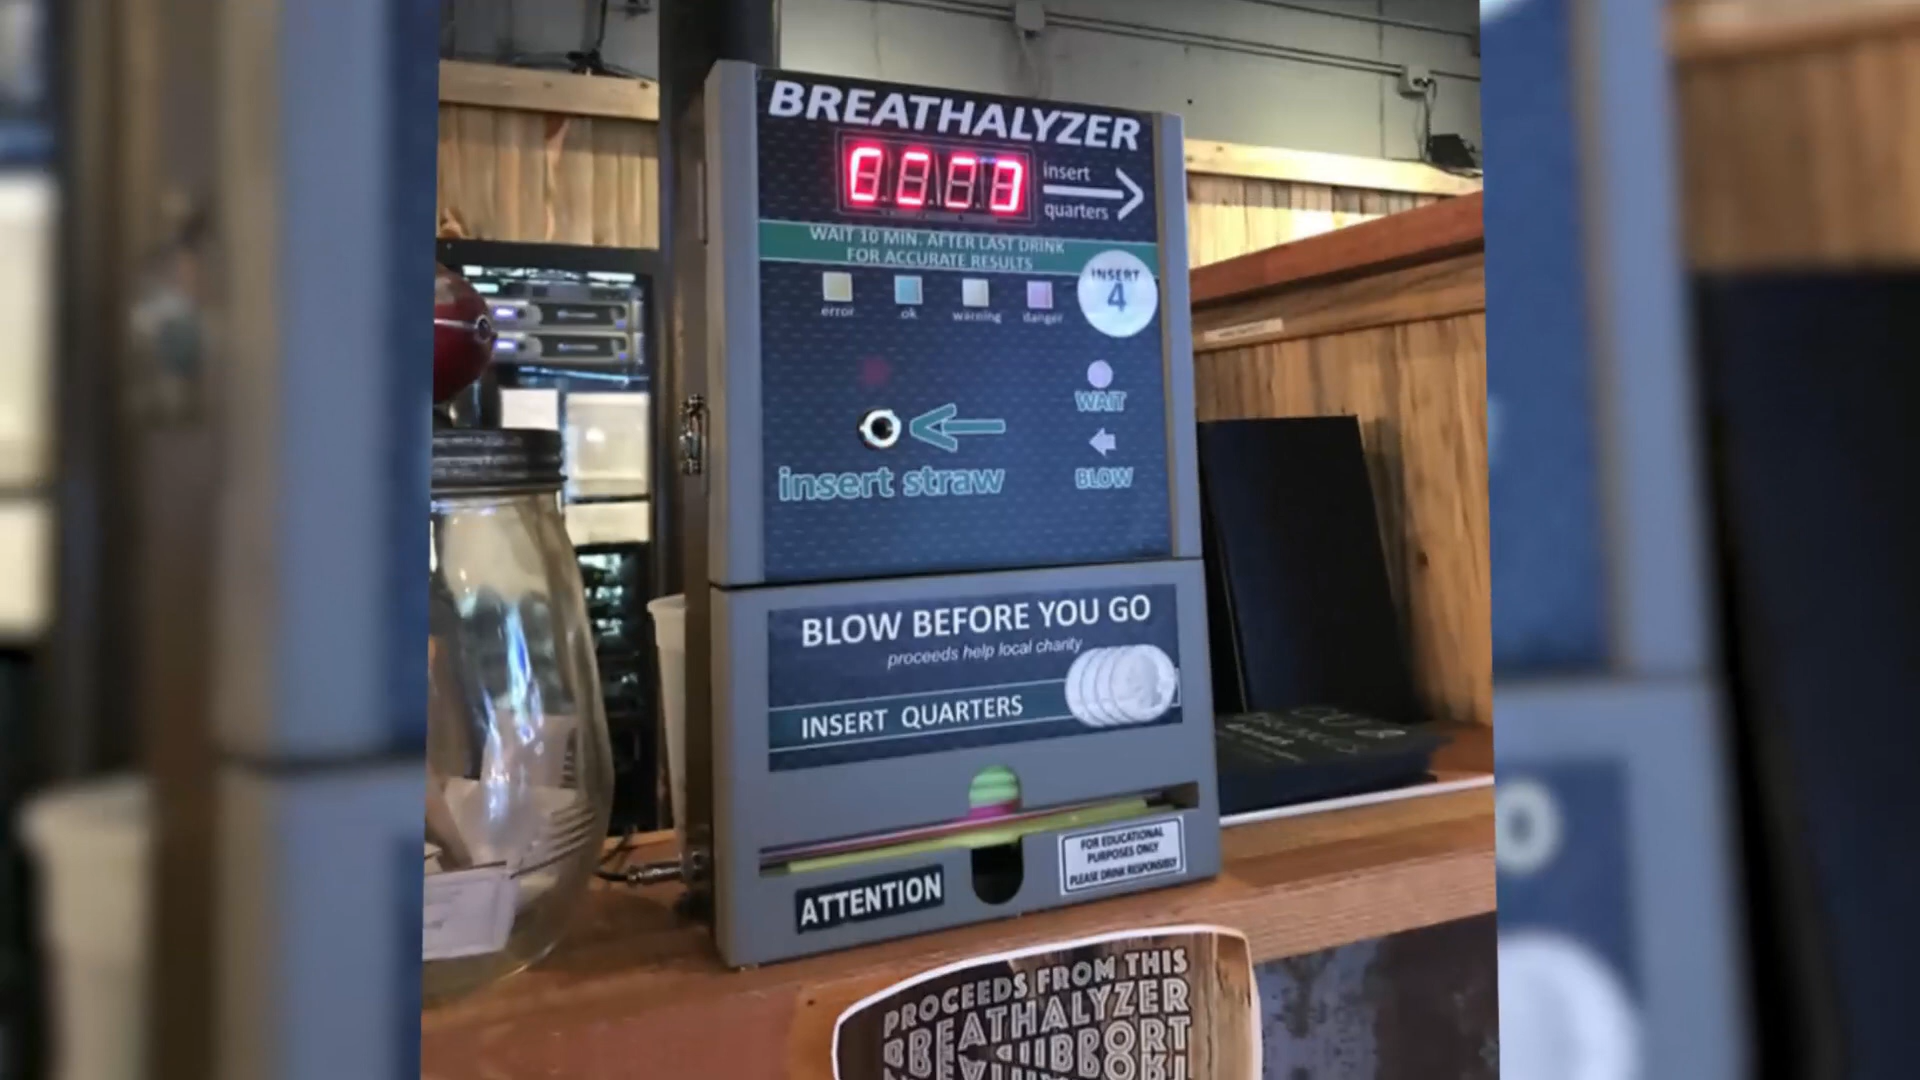 BREATHALYZER
insert
quarters
WAIT 10 MIN. AFTER LAST DRINK
FOR ACCURATE RESULTS
INSERT
4
error
ok
warning
danger
WAIT
insert straw
BLOW
BLOW BEFORE YOU GO
proceeds help local charity
INSERT QUARTERS
ATTENTION
FOR EDUCATIONAL
PURPOSES ONLY
PLEASE DRINK RESPONSIBLY
PROCEEDS FROM THIS
BREATHALYZER
SUPPORT